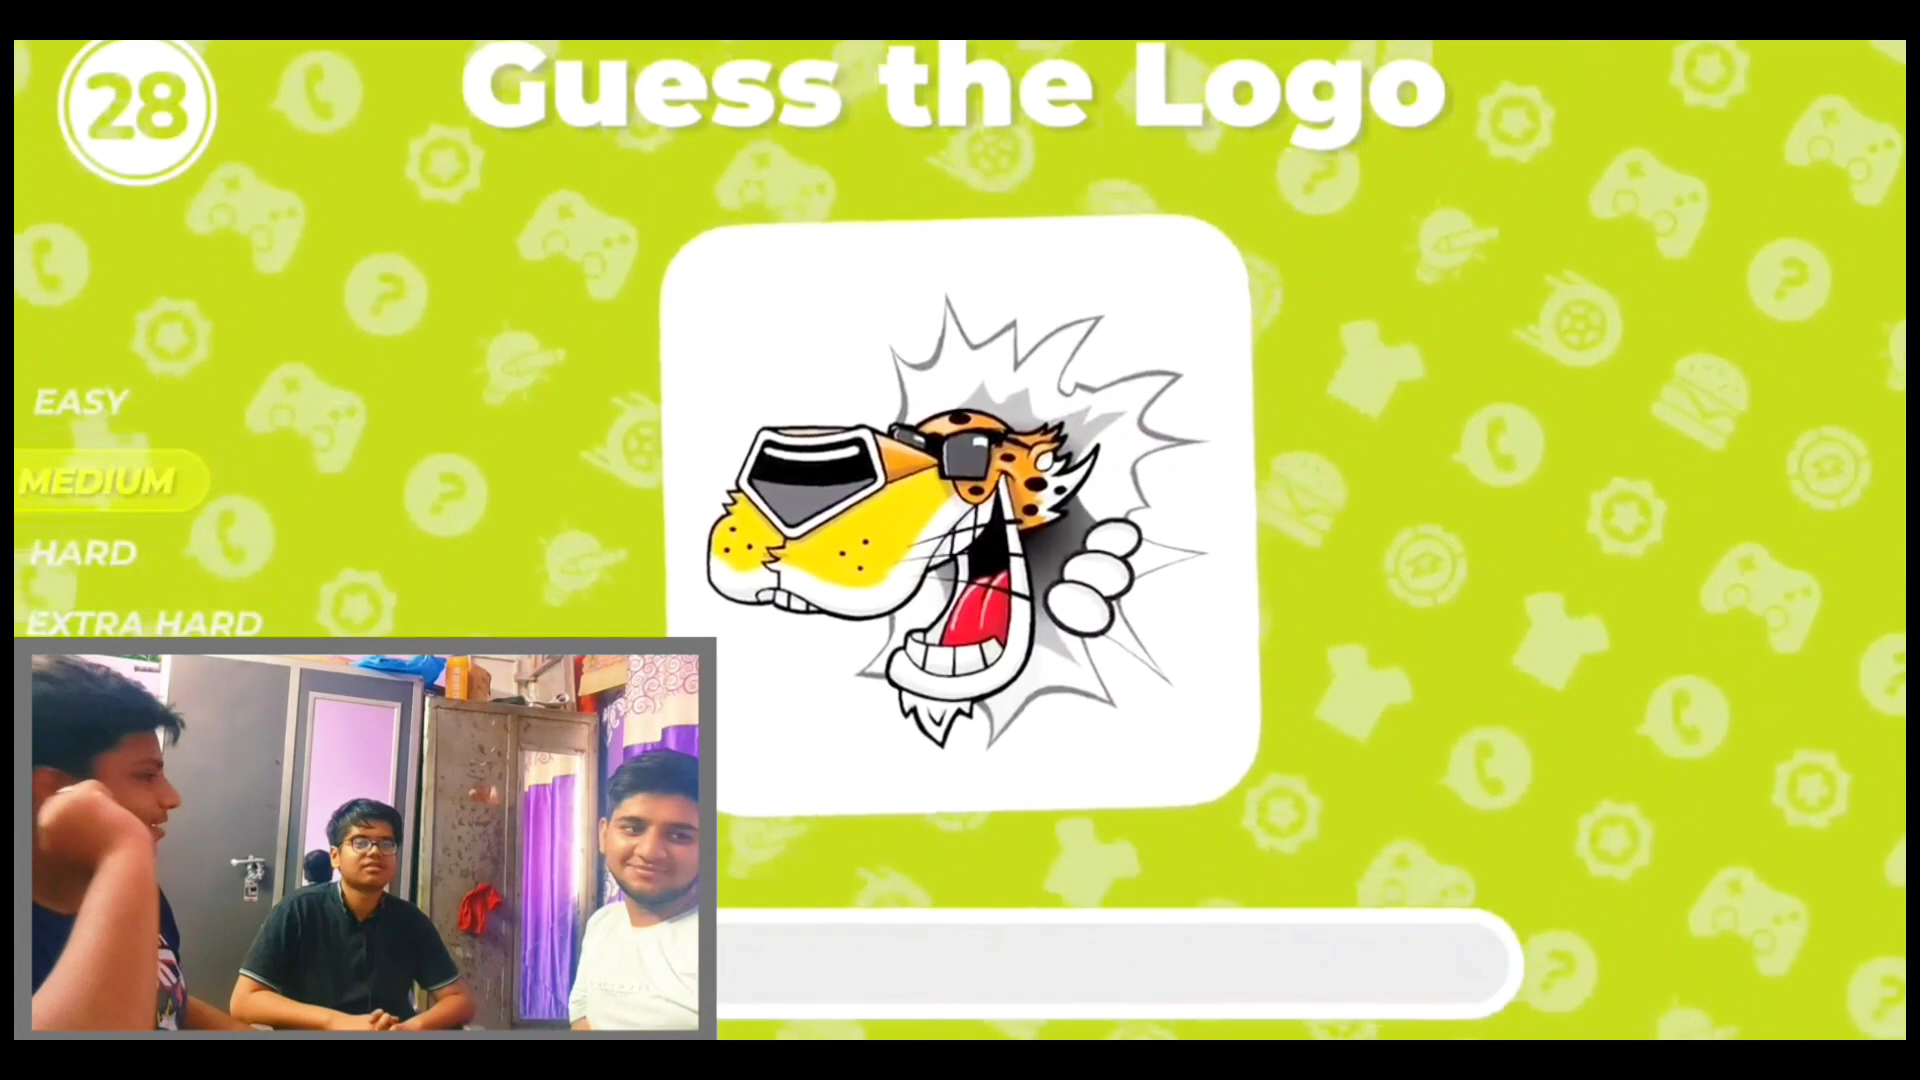 28
Guess the Logo
EASY
MEDIUM
HARD
EXTRA HARD